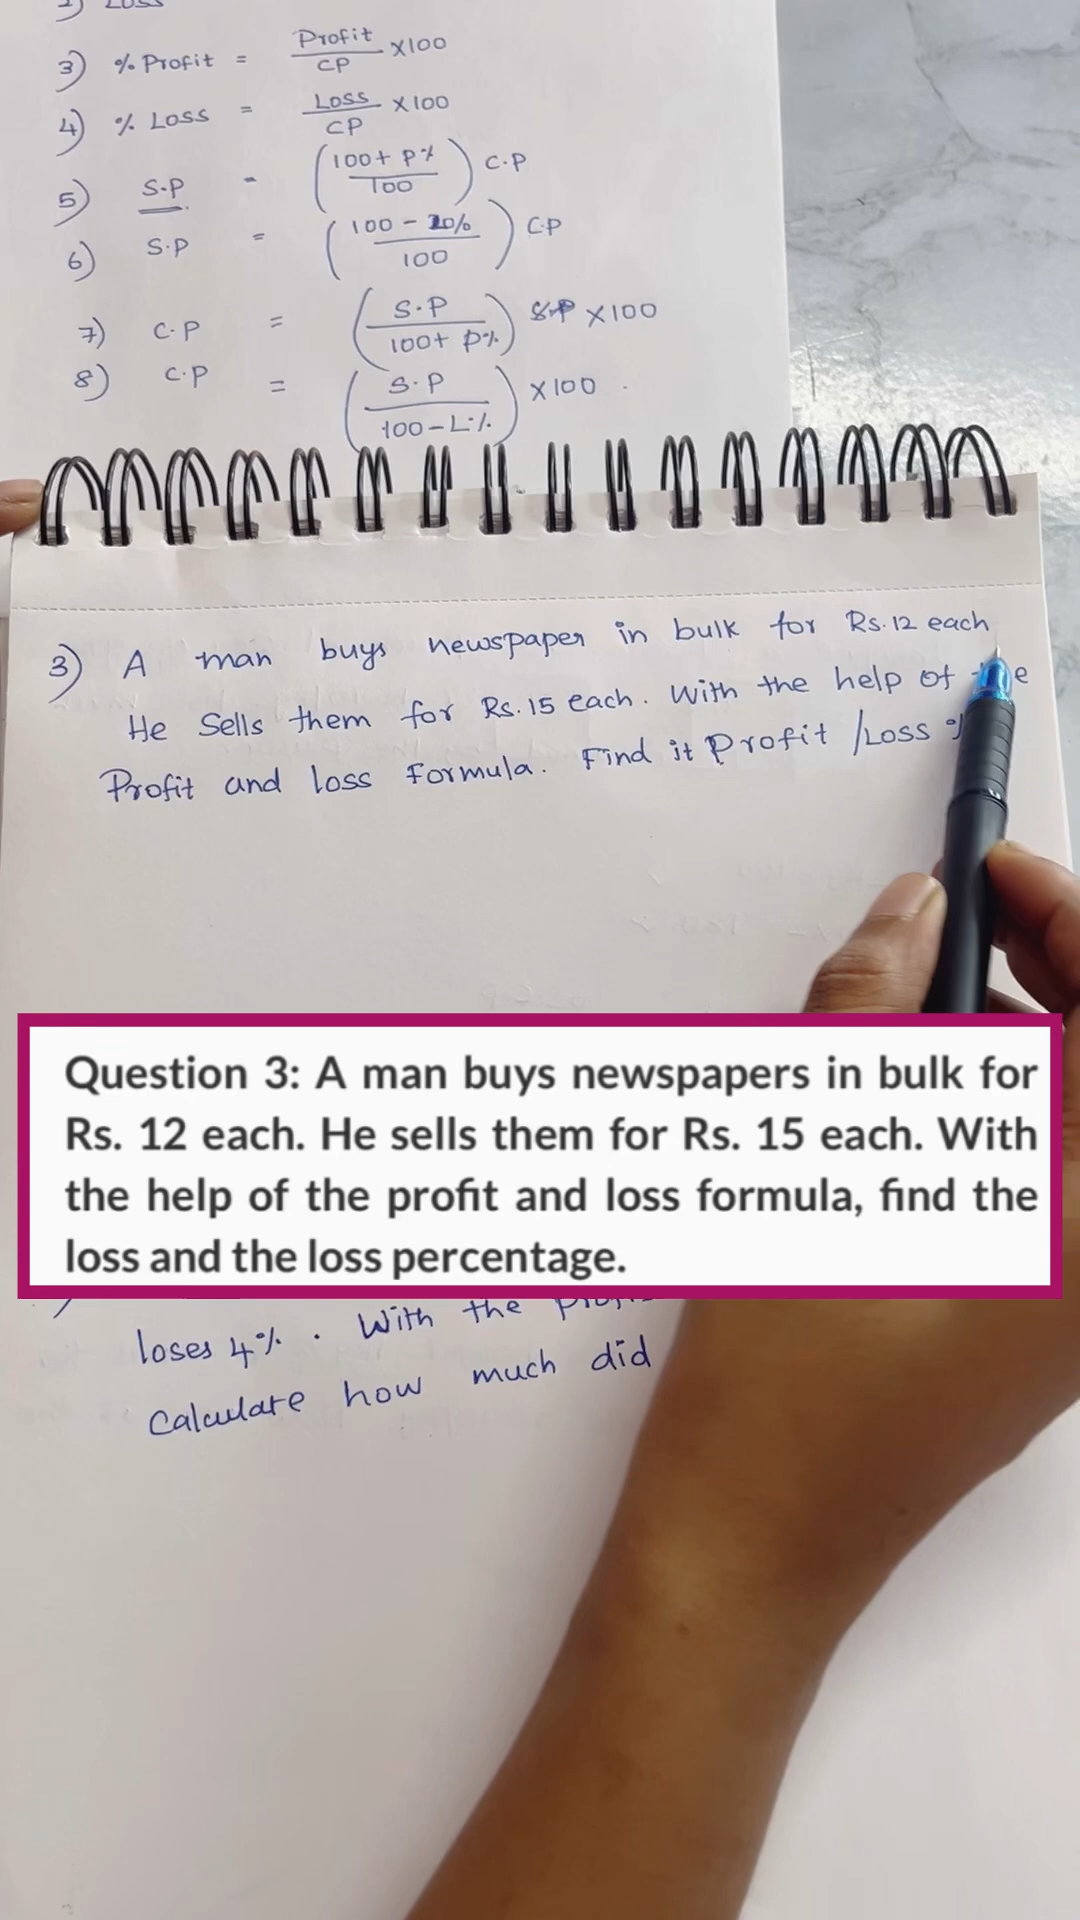 3) % Profit = Profit/CP X100
4) % Loss = Loss/CP X100
5) S.P = (100+ P%/100) C.P
6) S.P = (100 - /100) C.P
7) C.P = (S.P/100+ P%) X100
8) C.P = (S.P/100-L%) X100
3) A man buys newspaper in bulk for Rs.12 each
He Sells them for Rs.15 each. With the help of
Profit and loss Formula. Find it Profit /Loss
Question 3: A man buys newspapers in bulk for
Rs. 12 each. He sells them for Rs. 15 each. With
the help of the profit and loss formula, find the
loss and the loss percentage.
loses 4%. With the
Calculate how much did